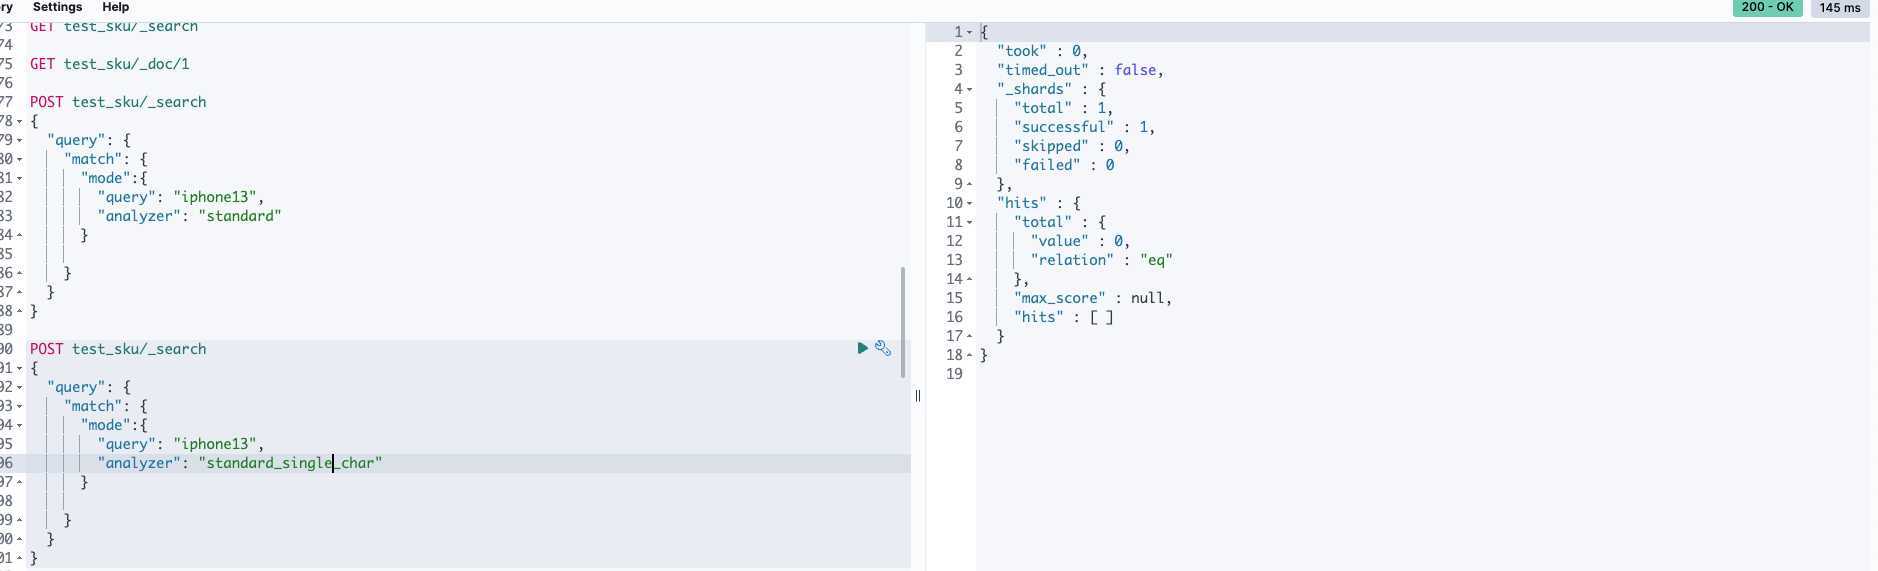 ry Settings Help
200 - OK 145 ms
73 GET test_sku/_search
74
75 GET test_sku/_doc/1
76
77 POST test_sku/_search
78 {
79 "query": {
80 "match": {
81 "mode":{
82 "query": "iphone13",
83 "analyzer": "standard"
84 }
85
86 }
87 }
88 }
89
90 POST test_sku/_search
91 {
92 "query": {
93 "match": {
94 "mode":{
95 "query": "iphone13",
96 "analyzer": "standard_single_char"
97 }
98
99 }
00 }
01 }
1 {
2 "took" : 0,
3 "timed_out" : false,
4 "_shards" : {
5 "total" : 1,
6 "successful" : 1,
7 "skipped" : 0,
8 "failed" : 0
9 },
10 "hits" : {
11 "total" : {
12 "value" : 0,
13 "relation" : "eq"
14 },
15 "max_score" : null,
16 "hits" : [ ]
17 }
18 }
19